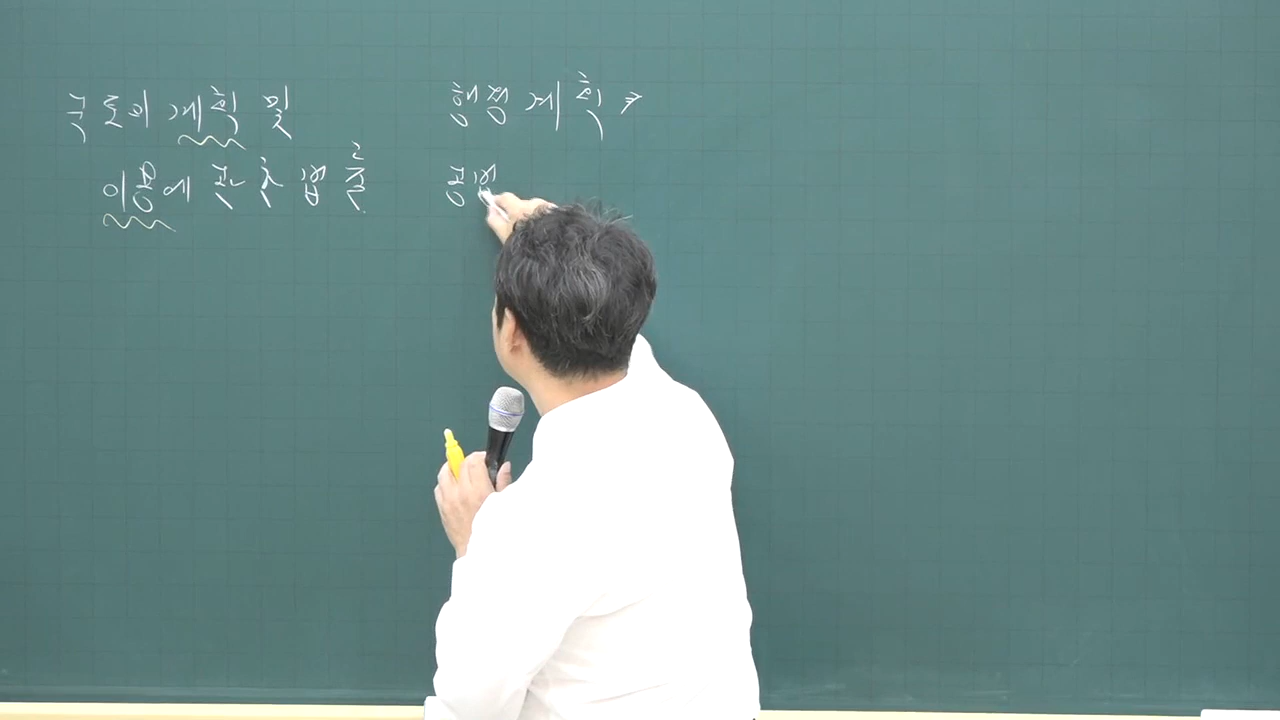 국토의 계획 및
이용에 관한 법률
행정계획 ⇒
공법